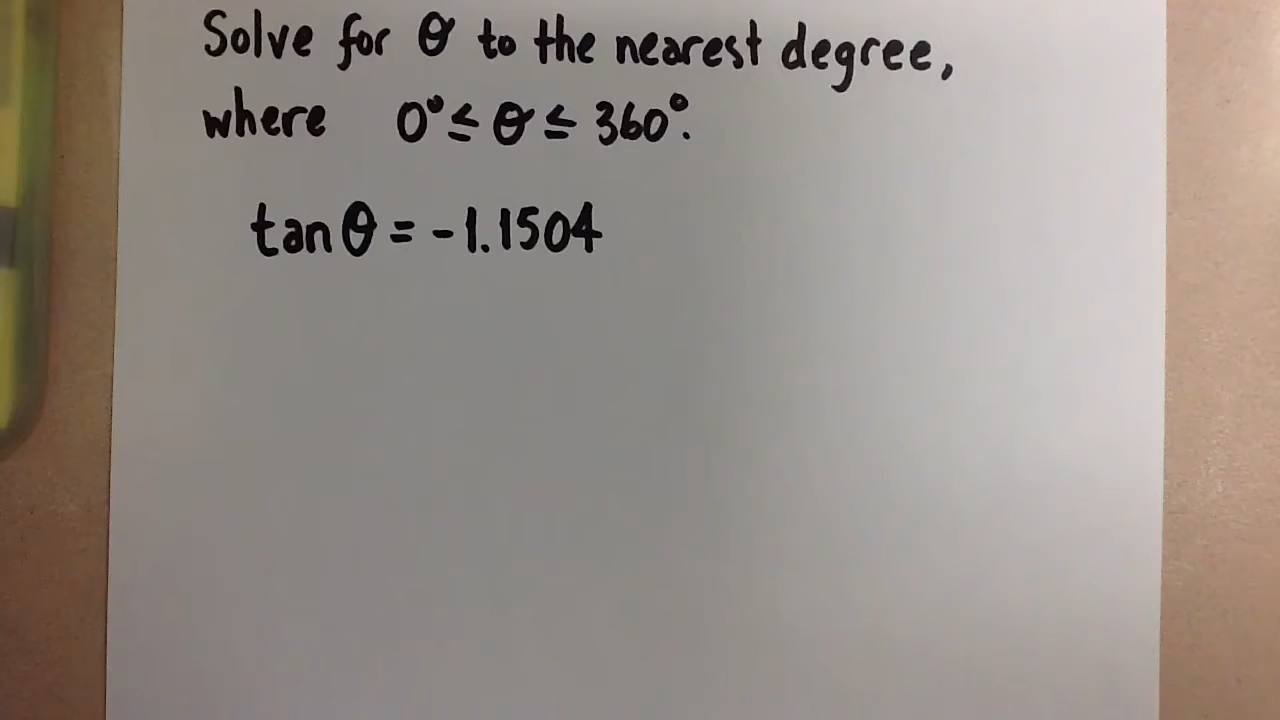 Solve for θ to the nearest degree,
where 0° ≤ θ ≤ 360°.
tan θ = -1.1504